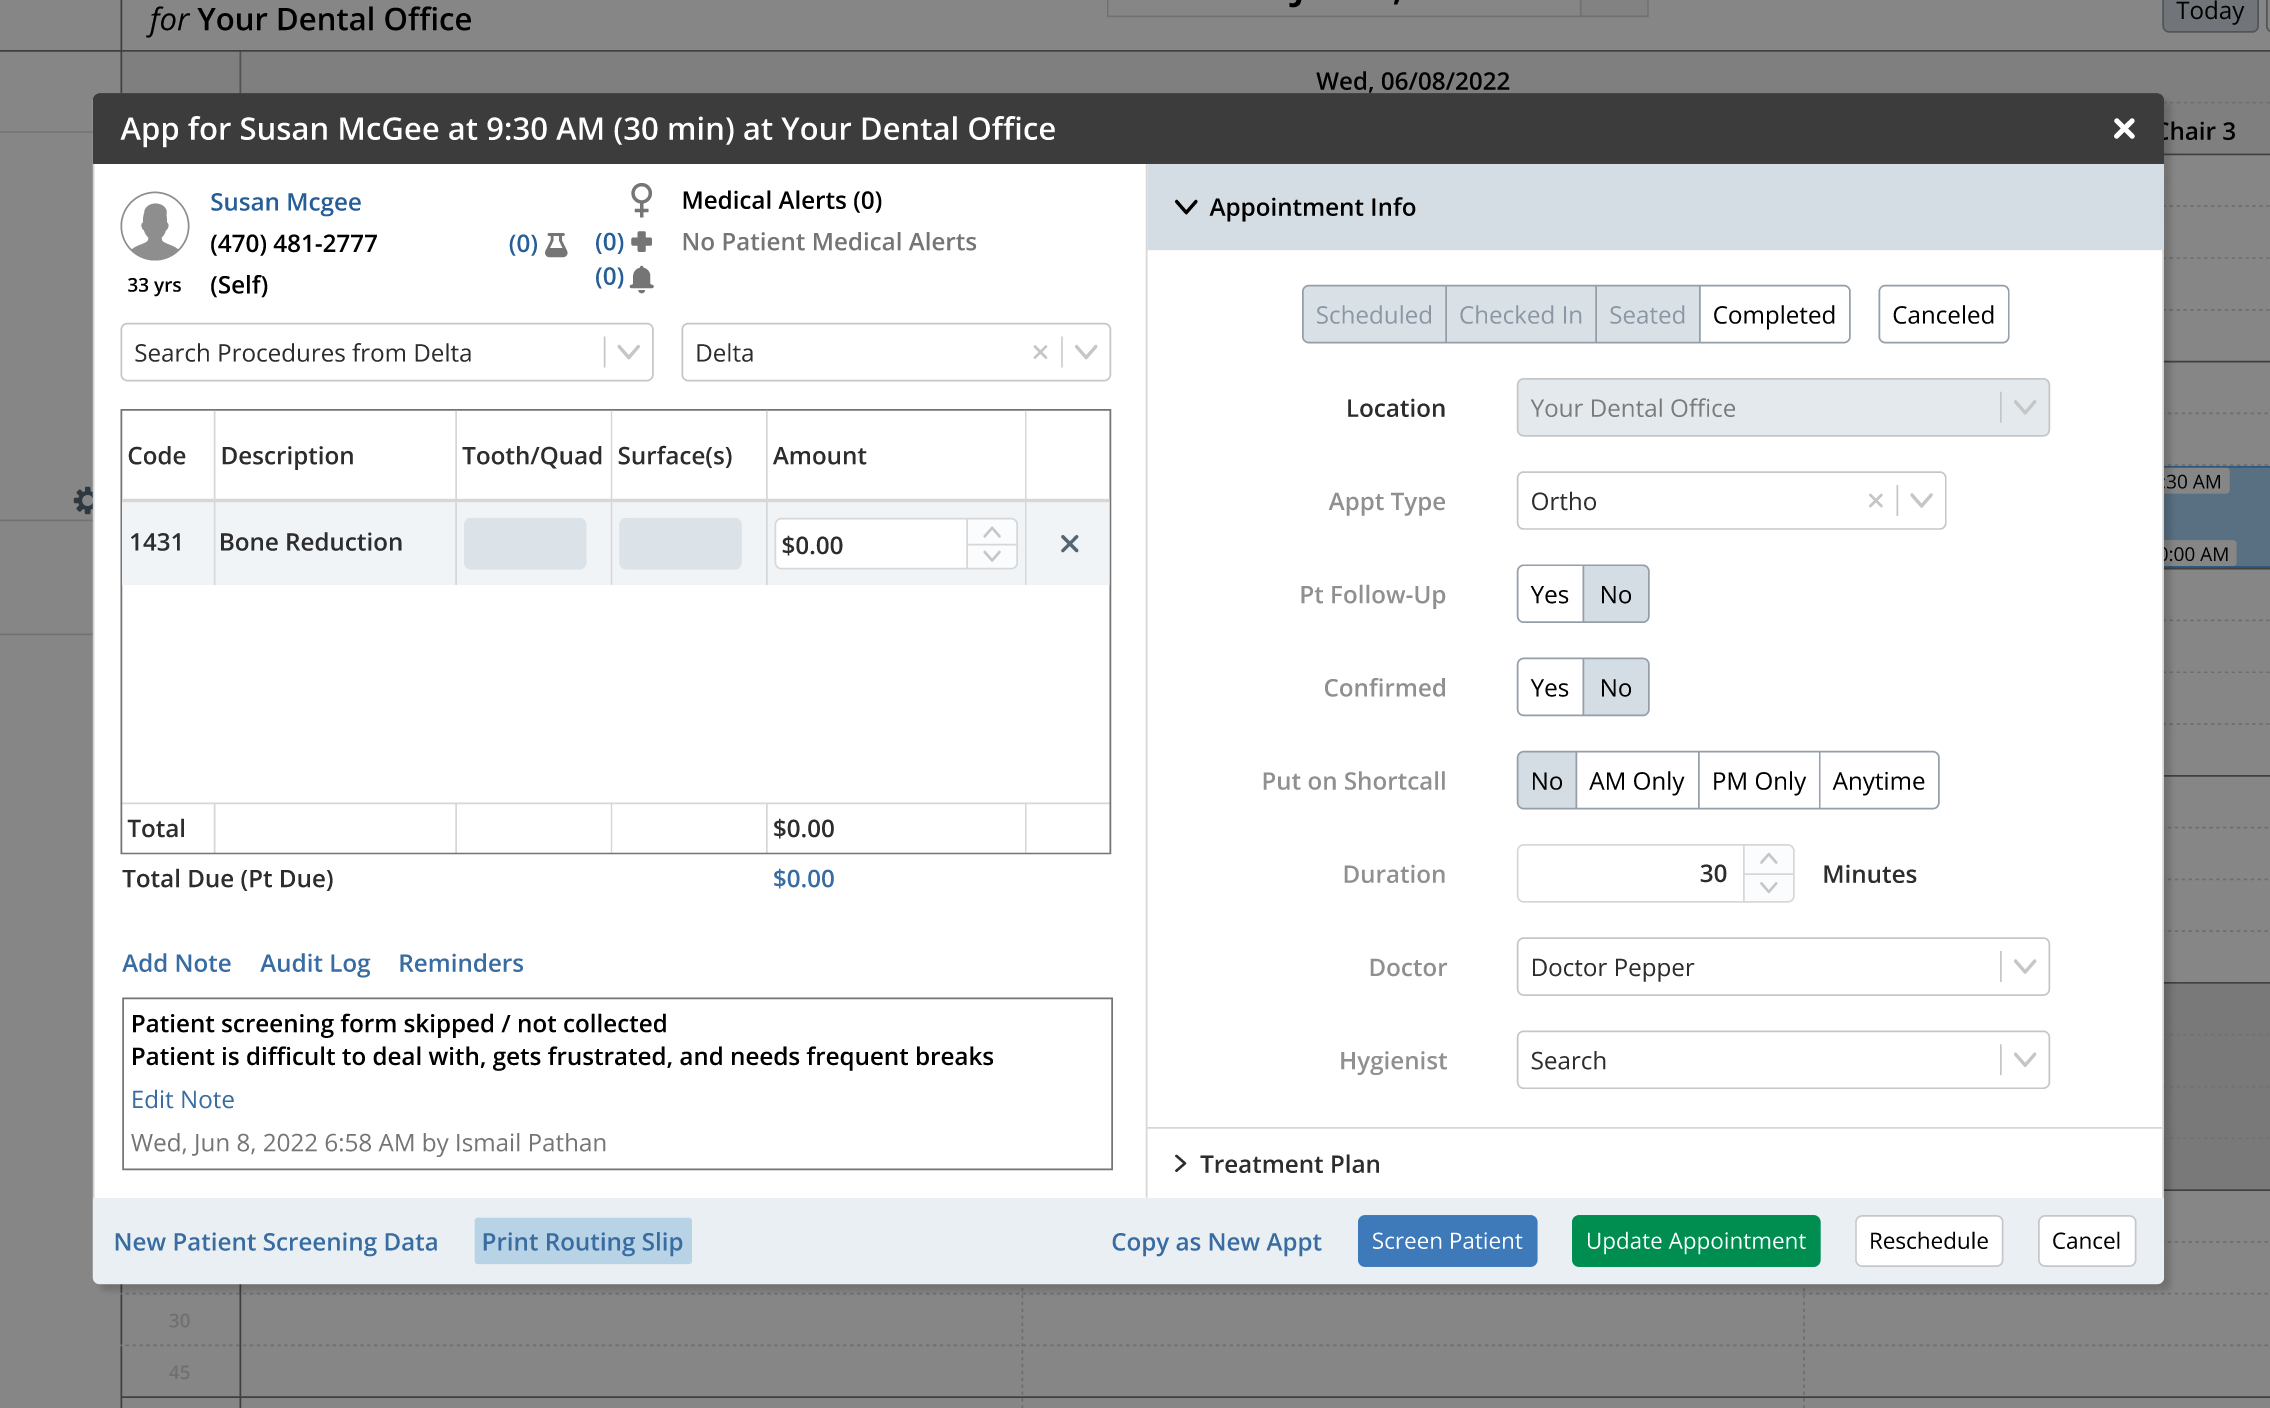 for Your Dental Office
Today
Wed, 06/08/2022
Chair 3
App for Susan McGee at 9:30 AM (30 min) at Your Dental Office
Susan Mcgee
(470) 481-2777
(Self)
33 yrs
(0)
(0)
(0)
Medical Alerts (0)
No Patient Medical Alerts
Search Procedures from Delta
Delta
Code Description Tooth/Quad Surface(s) Amount
1431 Bone Reduction $0.00
Total $0.00
Total Due (Pt Due) $0.00
Add Note Audit Log Reminders
Patient screening form skipped / not collected
Patient is difficult to deal with, gets frustrated, and needs frequent breaks
Edit Note
Wed, Jun 8, 2022 6:58 AM by Ismail Pathan
Appointment Info
Scheduled Checked In Seated Completed Canceled
Location Your Dental Office
Appt Type Ortho
Pt Follow-Up Yes No
Confirmed Yes No
Put on Shortcall No AM Only PM Only Anytime
Duration 30 Minutes
Doctor Doctor Pepper
Hygienist Search
Treatment Plan
:30 AM
:00 AM
New Patient Screening Data Print Routing Slip Copy as New Appt Screen Patient Update Appointment Reschedule Cancel
30
45